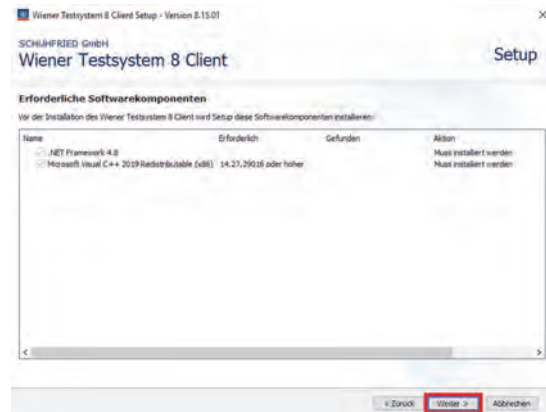 Wiener Testsystem 8 Client Setup - Version 8.15.01
SCHUHFRIED GmbH
Wiener Testsystem 8 Client
Setup
Erforderliche Softwarekomponenten
Vor der Installation des Wiener Testsystem 8 Client wird Setup diese Softwarekomponenten installieren:
Name Erforderlich Gefunden Aktion
.NET Framework 4.8 Muss installiert werden
Microsoft Visual C++ 2019 Redistributable (x86) 14.27.29016 oder hoher Muss installiert werden
< Zurück Weiter > Abbrechen